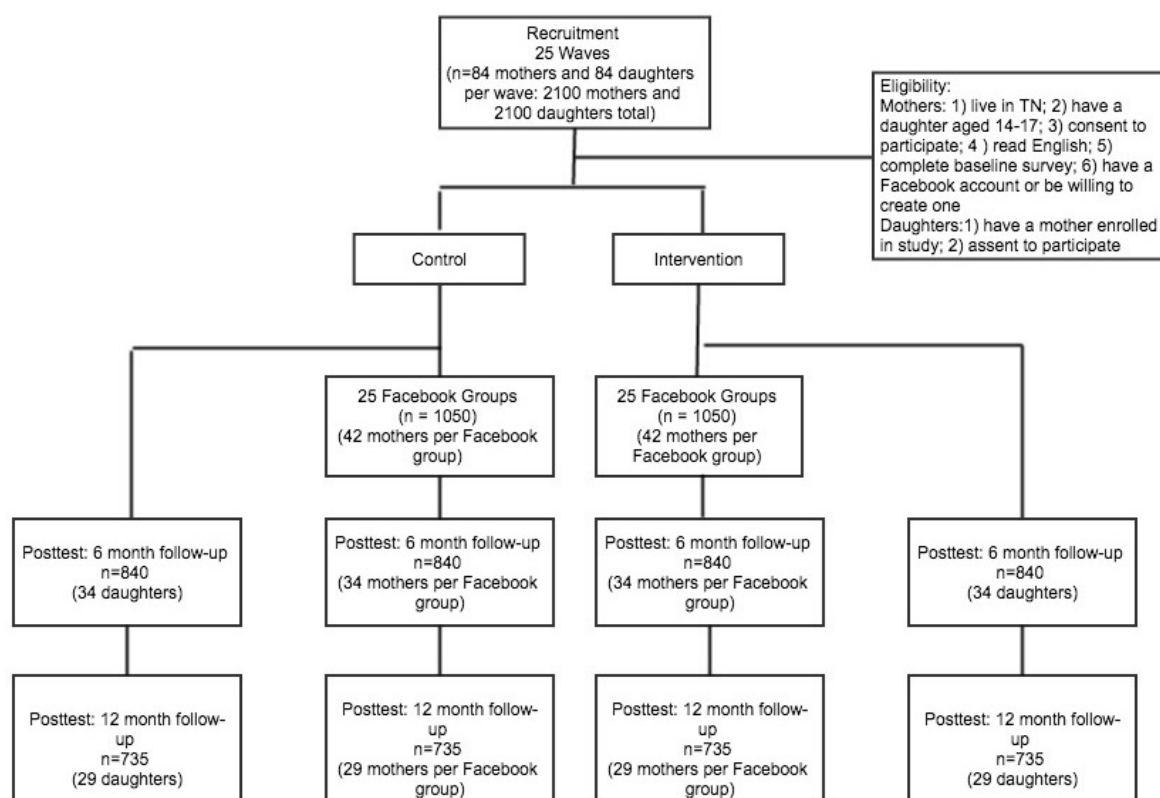 Recruitment
25 Waves
(n=84 mothers and 84 daughters
per wave: 2100 mothers and
2100 daughters total)
Eligibility:
Mothers: 1) live in TN; 2) have a
daughter aged 14-17; 3) consent to
participate; 4 ) read English; 5)
complete baseline survey; 6) have a
Facebook account or be willing to
create one
Daughters:1) have a mother enrolled
in study; 2) assent to participate
Control
Intervention
25 Facebook Groups
(n = 1050)
(42 mothers per Facebook
group)
25 Facebook Groups
(n = 1050)
(42 mothers per
Facebook group)
Posttest: 6 month follow-up
n=840
(34 daughters)
Posttest: 6 month follow-up
n=840
(34 mothers per Facebook
group)
Posttest: 6 month follow-up
n=840
(34 mothers per Facebook
group)
Posttest: 6 month follow-up
n=840
(34 daughters)
Posttest: 12 month follow-
up
n=735
(29 daughters)
Posttest: 12 month follow-
up
n=735
(29 mothers per Facebook
group)
Posttest: 12 month follow-
up
n=735
(29 mothers per Facebook
group)
Posttest: 12 month follow-
up
n=735
(29 daughters)